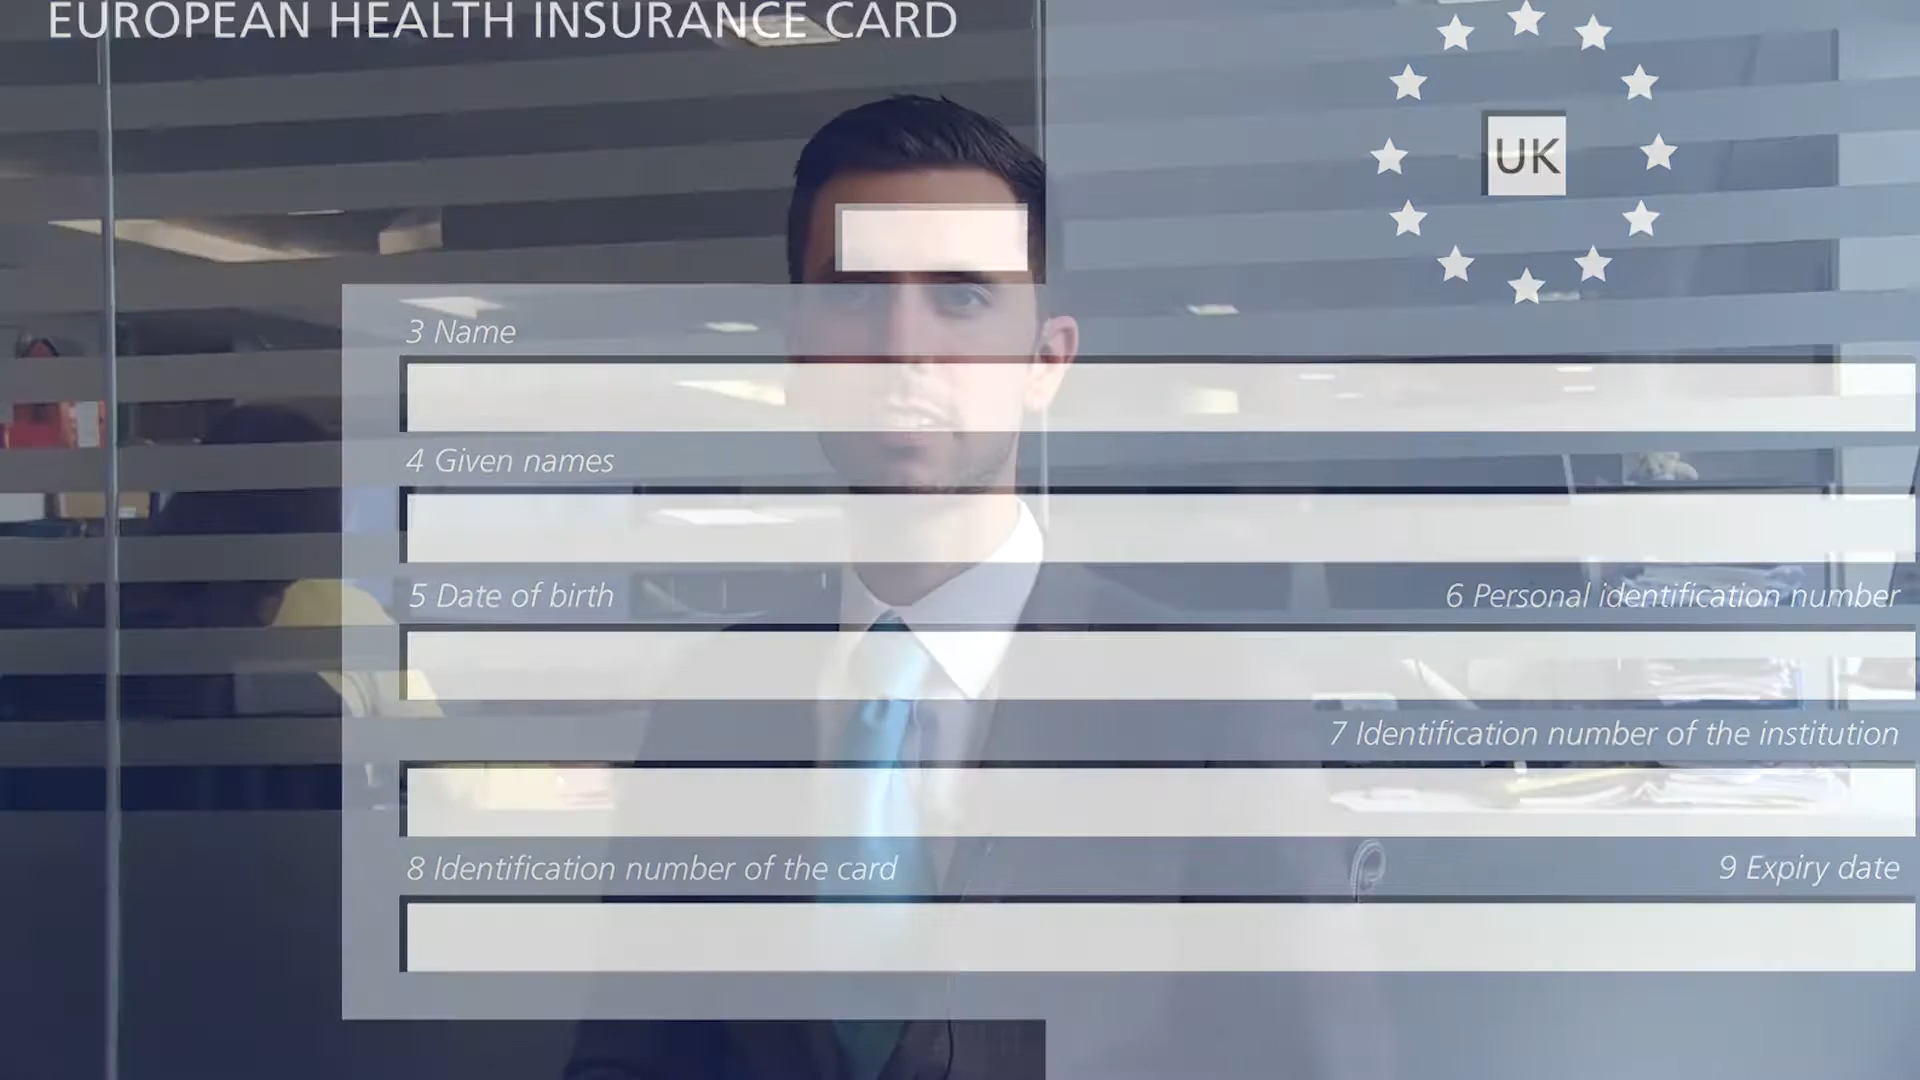 EUROPEAN HEALTH INSURANCE CARD
UK
3 Name
4 Given names
5 Date of birth
6 Personal identification number
7 Identification number of the institution
8 Identification number of the card
9 Expiry date